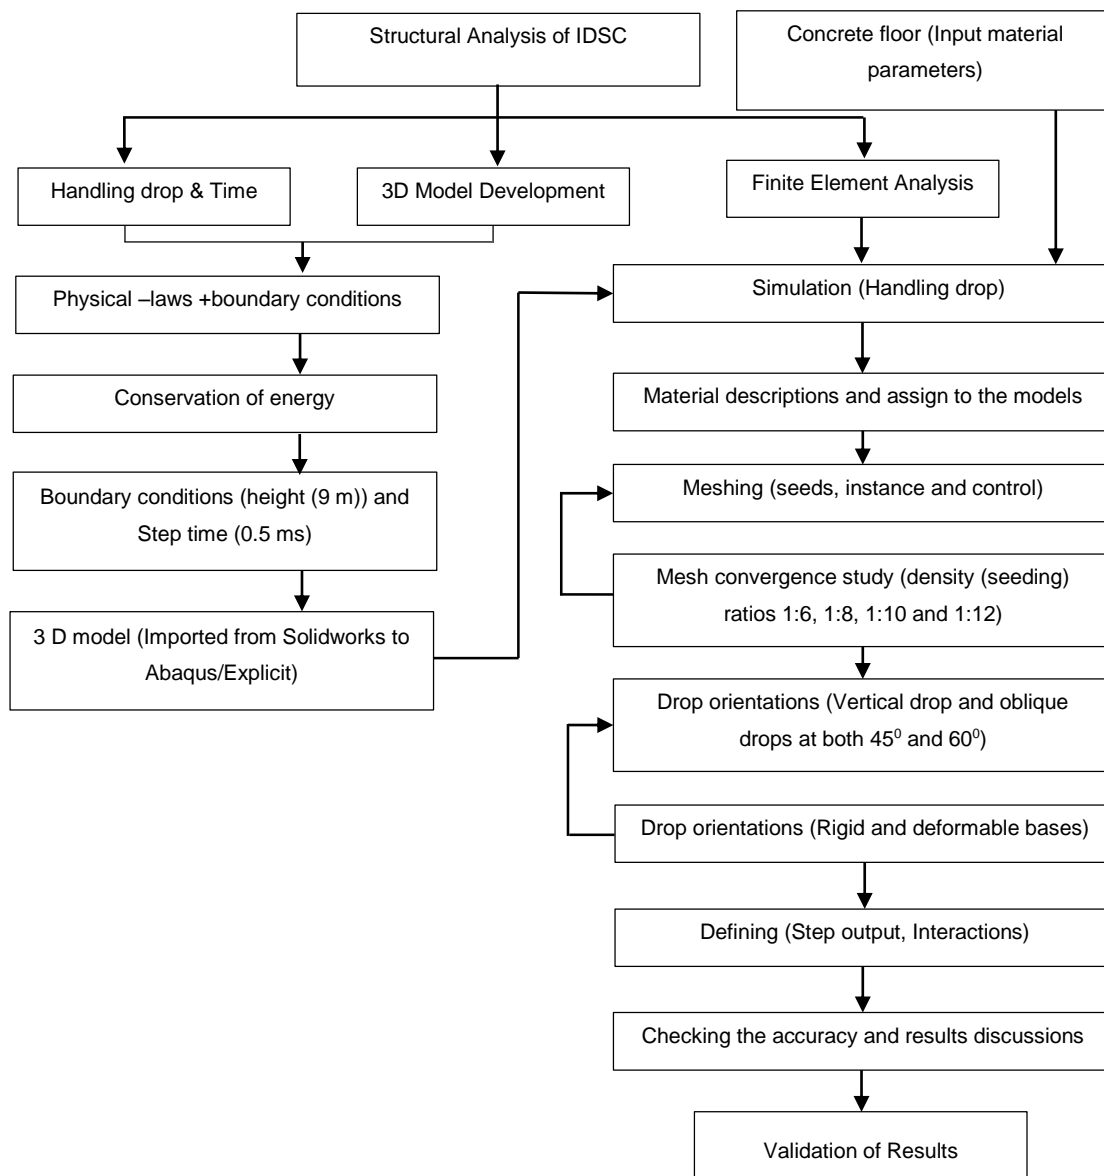 Structural Analysis of IDSC
Concrete floor (Input material
parameters)
Handling drop & Time
3D Model Development
Finite Element Analysis
Physical –laws +boundary conditions
Conservation of energy
Boundary conditions (height (9 m)) and
Step time (0.5 ms)
3 D model (Imported from Solidworks to
Abaqus/Explicit)
Simulation (Handling drop)
Material descriptions and assign to the models
Meshing (seeds, instance and control)
Mesh convergence study (density (seeding)
ratios 1:6, 1:8, 1:10 and 1:12)
Drop orientations (Vertical drop and oblique
drops at both 45⁰ and 60⁰)
Drop orientations (Rigid and deformable bases)
Defining (Step output, Interactions)
Checking the accuracy and results discussions
Validation of Results